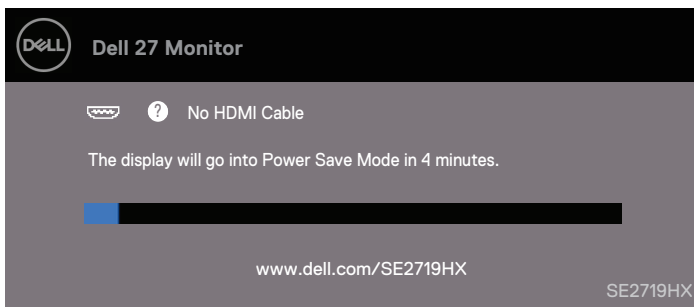 DELL
Dell 27 Monitor
? No HDMI Cable
The display will go into Power Save Mode in 4 minutes.
www.dell.com/SE2719HX
SE2719HX